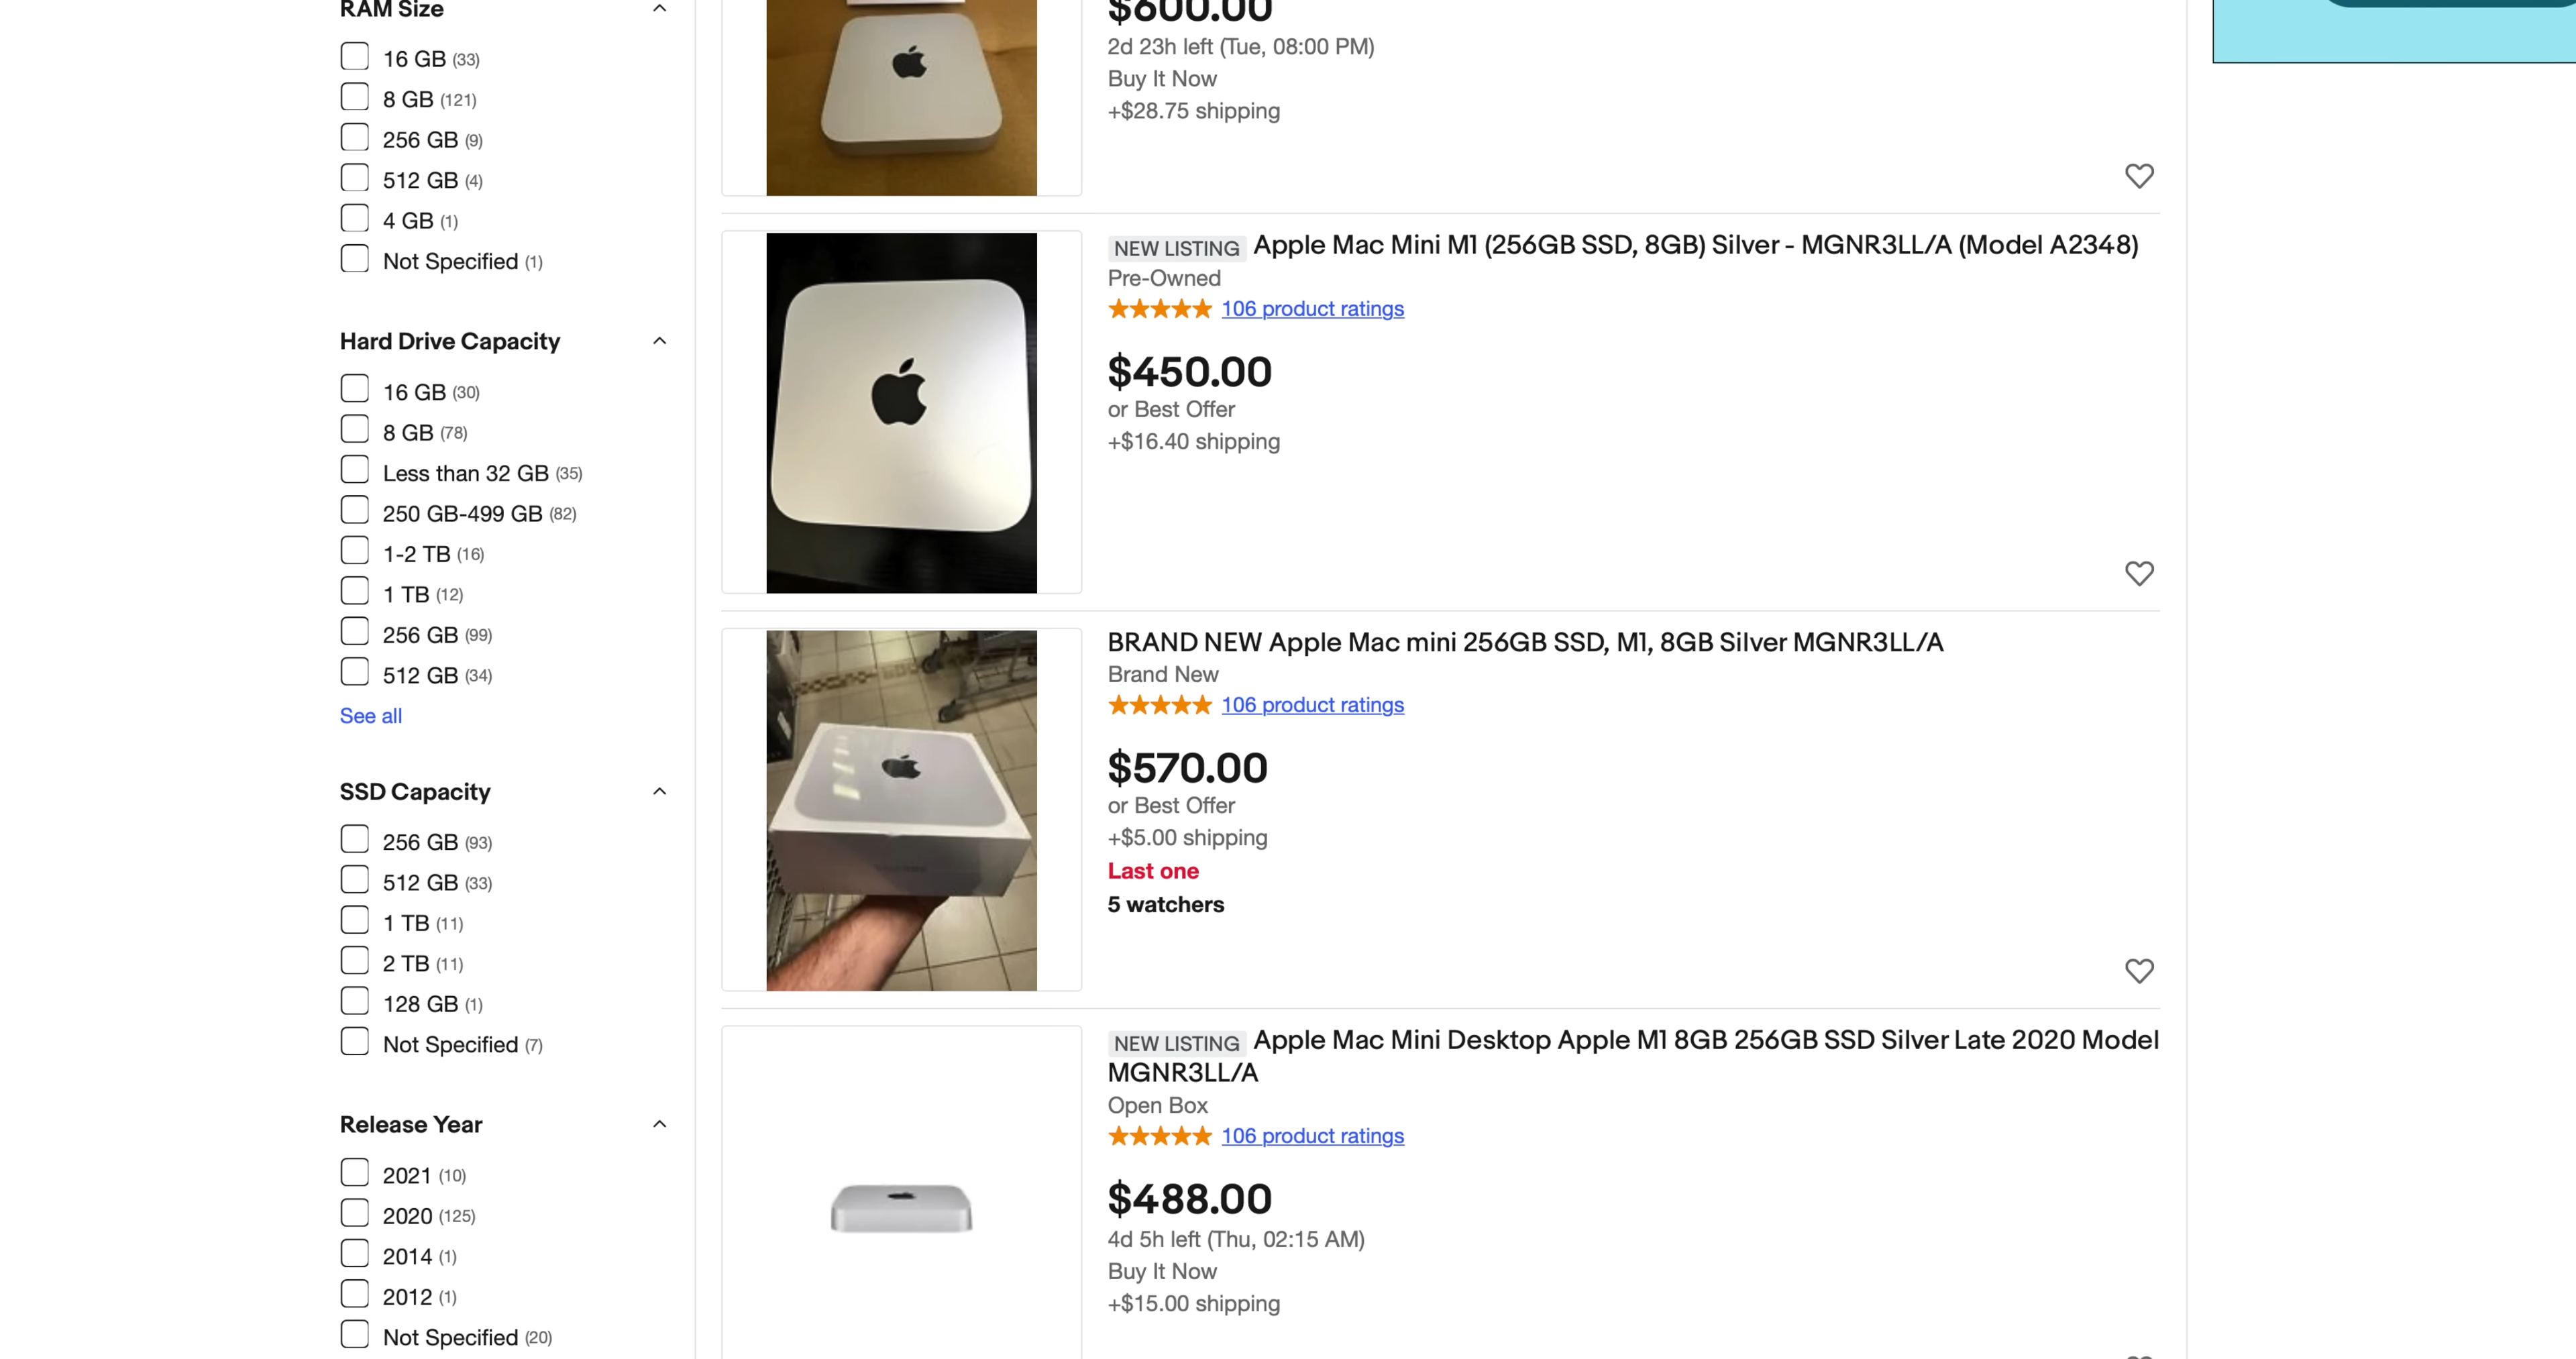 RAM Size
16 GB (33)
8 GB (121)
256 GB (9)
512 GB (4)
4 GB (1)
Not Specified (1)
Hard Drive Capacity
16 GB (30)
8 GB (78)
Less than 32 GB (35)
250 GB-499 GB (82)
1-2 TB (16)
1 TB (12)
256 GB (99)
512 GB (34)
See all
SSD Capacity
256 GB (93)
512 GB (33)
1 TB (11)
2 TB (11)
128 GB (1)
Not Specified (7)
Release Year
2021 (10)
2020 (125)
2014 (1)
2012 (1)
Not Specified (20)
$600.00
2d 23h left (Tue, 08:00 PM)
Buy It Now
+$28.75 shipping
NEW LISTING Apple Mac Mini M1 (256GB SSD, 8GB) Silver - MGNR3LL/A (Model A2348)
Pre-Owned
106 product ratings
$450.00
or Best Offer
+$16.40 shipping
BRAND NEW Apple Mac mini 256GB SSD, M1, 8GB Silver MGNR3LL/A
Brand New
106 product ratings
$570.00
or Best Offer
+$5.00 shipping
Last one
5 watchers
NEW LISTING Apple Mac Mini Desktop Apple M1 8GB 256GB SSD Silver Late 2020 Model
MGNR3LL/A
Open Box
106 product ratings
$488.00
4d 5h left (Thu, 02:15 AM)
Buy It Now
+$15.00 shipping